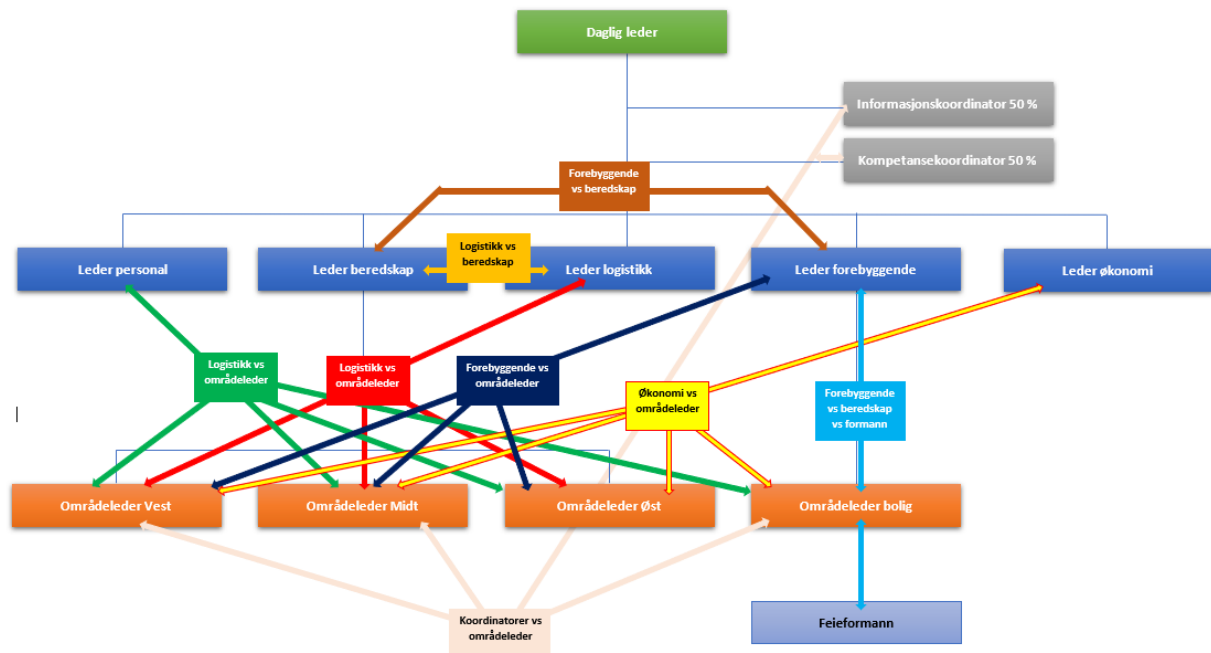 Daglig leder
Informasjonskoordinator 50 %
Kompetansekoordinator 50 %
Forebyggende
vs beredskap
Leder personal
Leder beredskap
Logistikk vs
beredskap
Leder logistikk
Leder forebyggende
Leder økonomi
Logistikk vs
områdeleder
Logistikk vs
områdeleder
Forebyggende
vs områdeleder
Økonomi vs
områdeleder
Forebyggende
vs beredskap
vs formann
Områdeleder Vest
Områdeleder Midt
Områdeleder Øst
Områdeleder bolig
Koordinatorer vs
områdeleder
Feieformann